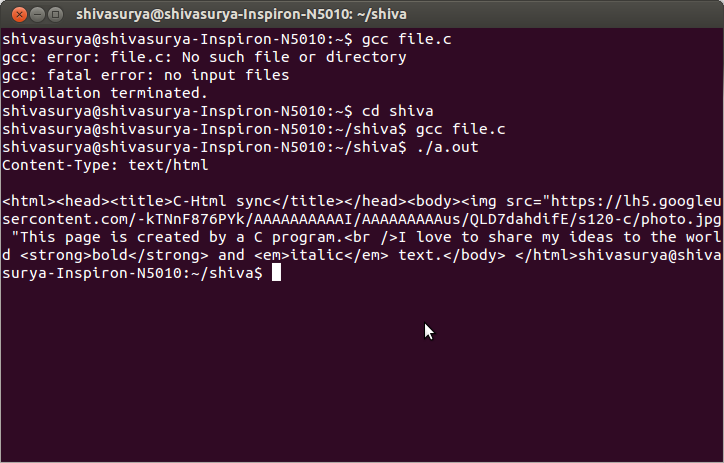 shivasurya@shivasurya-Inspiron-N5010: ~/shiva
shivasurya@shivasurya-Inspiron-N5010:~$ gcc file.c
gcc: error: file.c: No such file or directory
gcc: fatal error: no input files
compilation terminated.
shivasurya@shivasurya-Inspiron-N5010:~$ cd shiva
shivasurya@shivasurya-Inspiron-N5010:~/shiva$ gcc file.c
shivasurya@shivasurya-Inspiron-N5010:~/shiva$ ./a.out
Content-Type: text/html
<html><head><title>C-Html sync</title></head><body><img src="https://lh5.googleu
sercontent.com/-kTNnF876PYk/AAAAAAAAAAI/AAAAAAAAAus/QLD7dahdifE/s120-c/photo.jpg
"This page is created by a C program.<br />I love to share my ideas to the worl
d <strong>bold</strong> and <em>italic</em> text.</body> </html>shivasurya@shiva
surya-Inspiron-N5010:~/shiva$